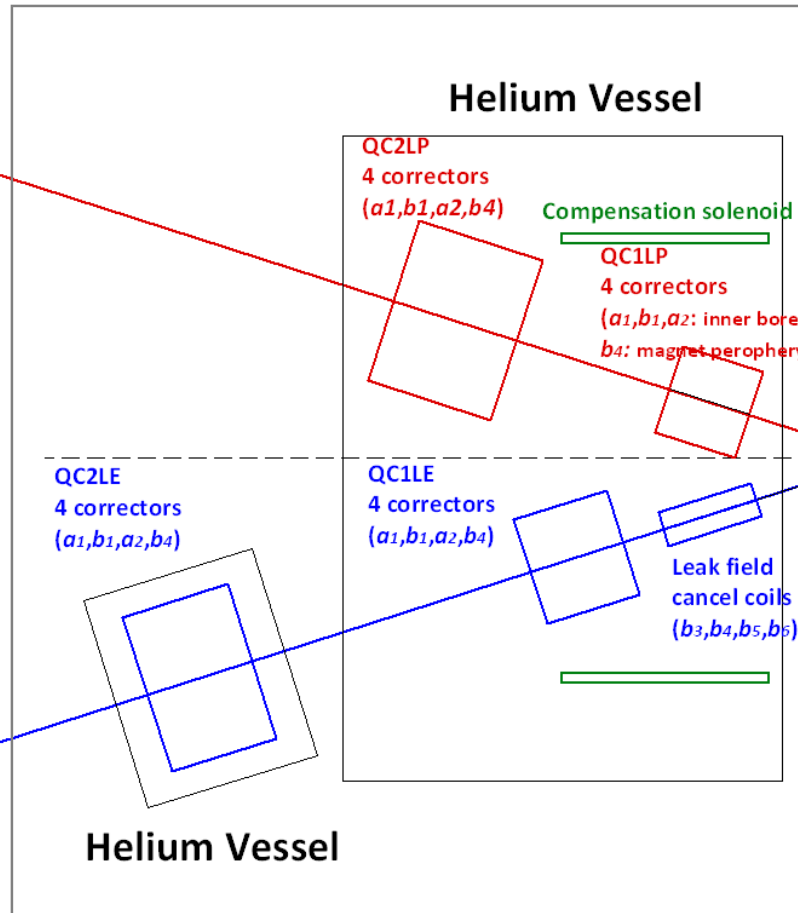 Helium Vessel
QC2LP
4 correctors
(a1,b1,a2,b4)
Compensation solenoid
QC1LP
4 correctors
(a1,b1,a2: inner bore
b4: magnet perophery
QC2LE
4 correctors
(a1,b1,a2,b4)
QC1LE
4 correctors
(a1,b1,a2,b4)
Leak field
cancel coils
(b3,b4,b5,b6)
Helium Vessel